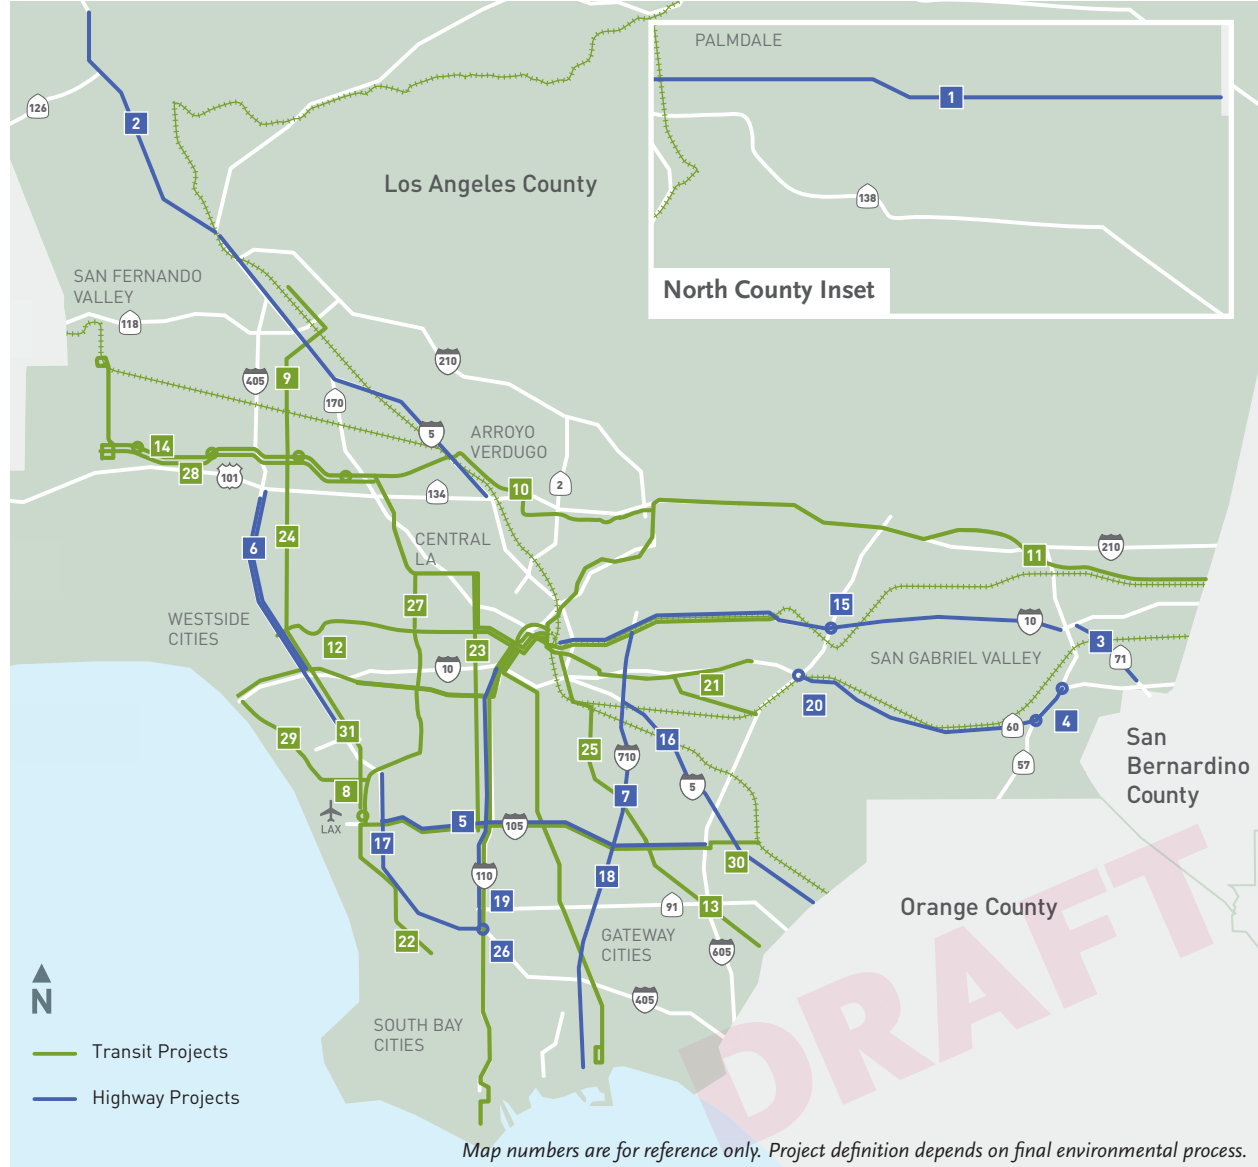 PALMDALE
1
126
2
138
Los Angeles County
North County Inset
SAN FERNANDO
VALLEY
118
210
405
9
170
5
ARROYO
VERDUGO
14
28
101
134
10
2
24
CENTRAL
LA
6
11
210
27
15
10
WESTSIDE
CITIES
12
23
10
3
71
SAN GABRIEL VALLEY
21
20
4
60
57
29
31
25
16
710
5
San
Bernardino
County
8
LAX
7
5
105
17
30
110
18
19
91
13
Orange County
22
26
GATEWAY
CITIES
605
405
N
SOUTH BAY
CITIES
Transit Projects
Highway Projects
DRAFT
Map numbers are for reference only. Project definition depends on final environmental process.